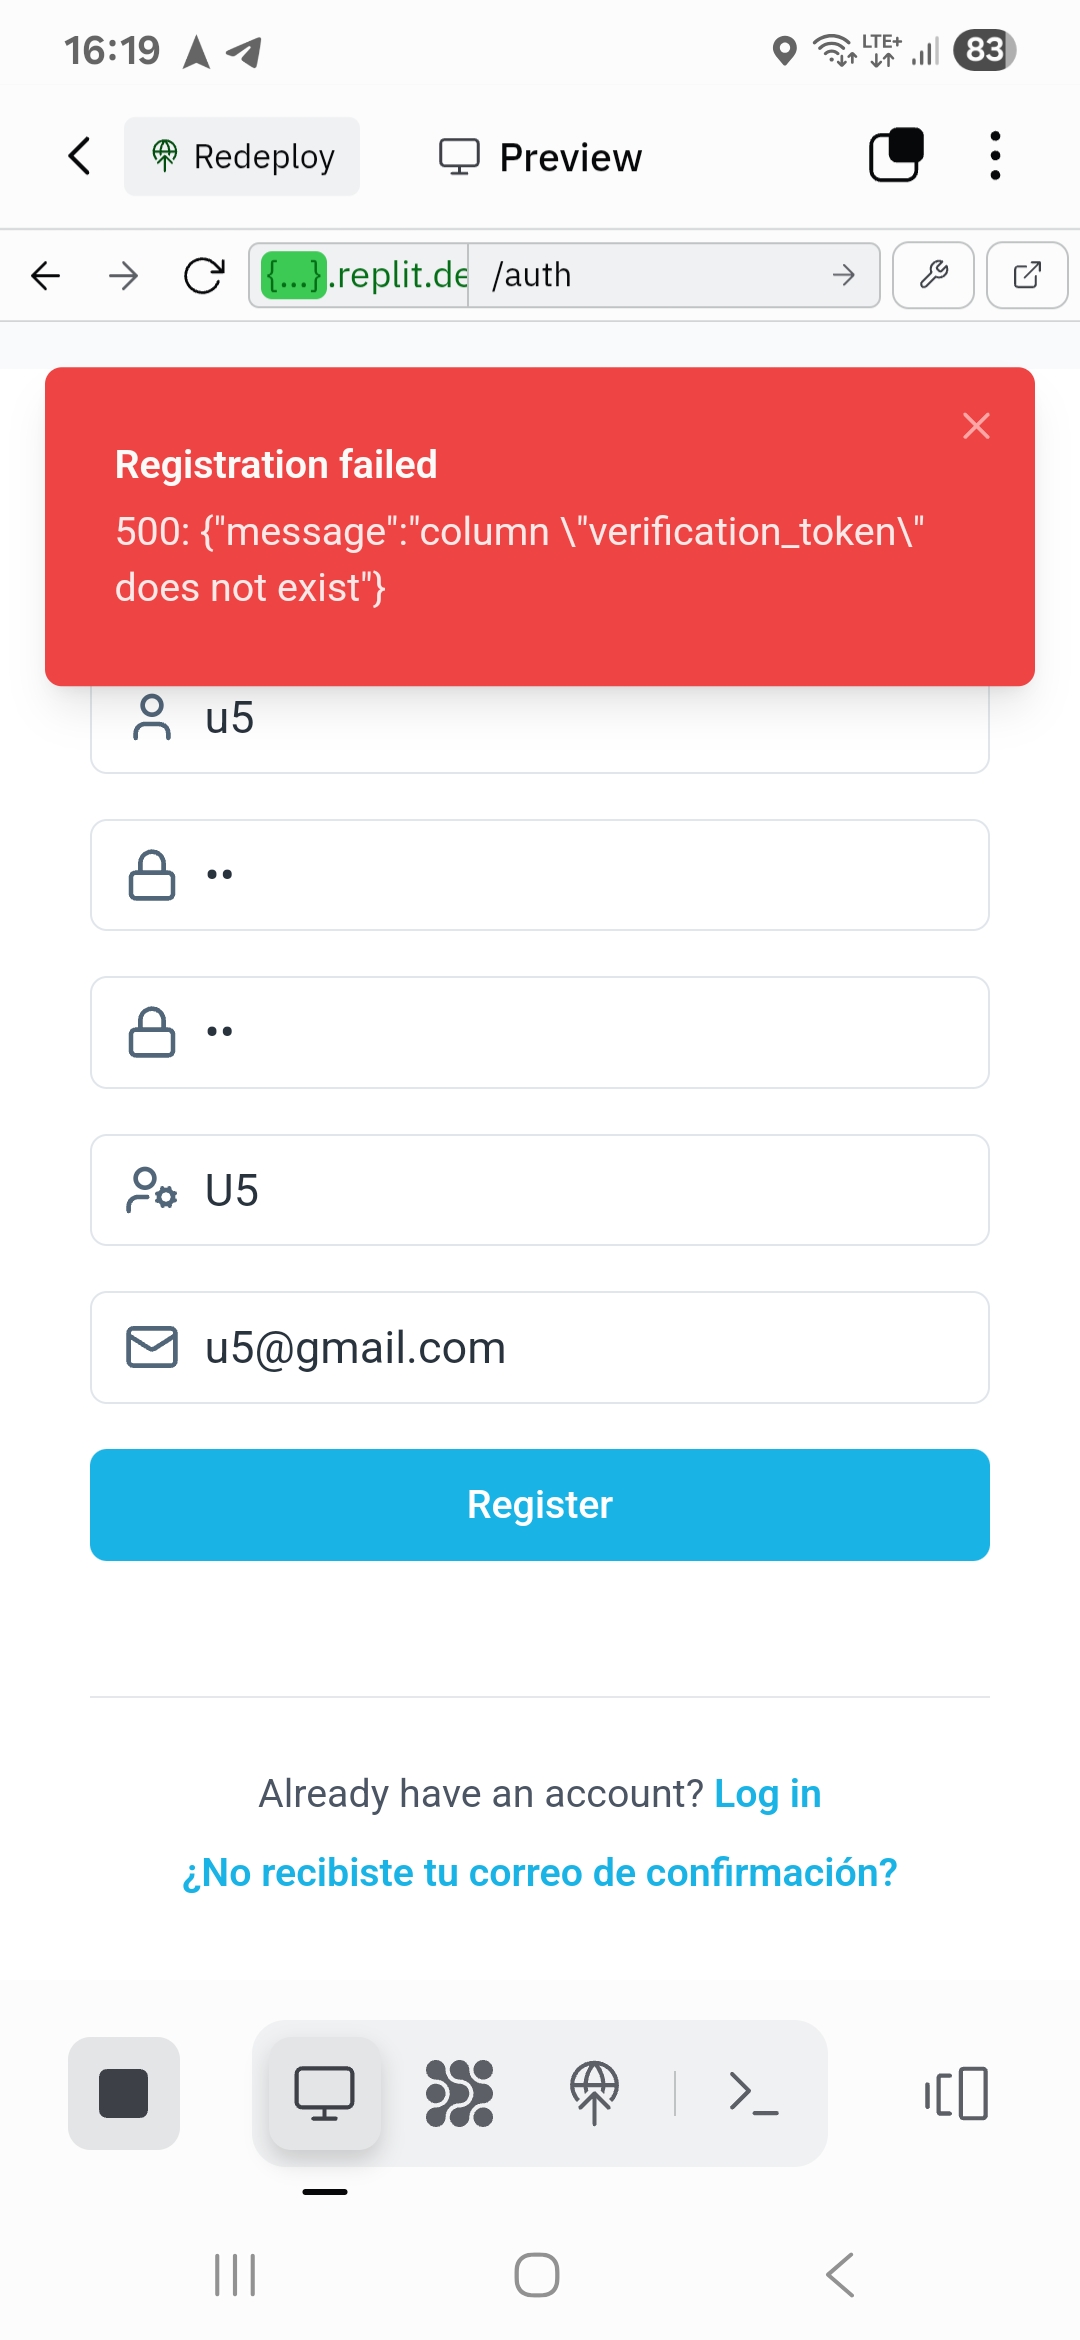 16:19
LTE+
83
Redeploy
Preview
{...}.replit.de
/auth
Registration failed
500: {"message":"column \"verification_token\"
does not exist"}
u5
••
••
U5
u5@gmail.com
Register
Already have an account? Log in
¿No recibiste tu correo de confirmación?